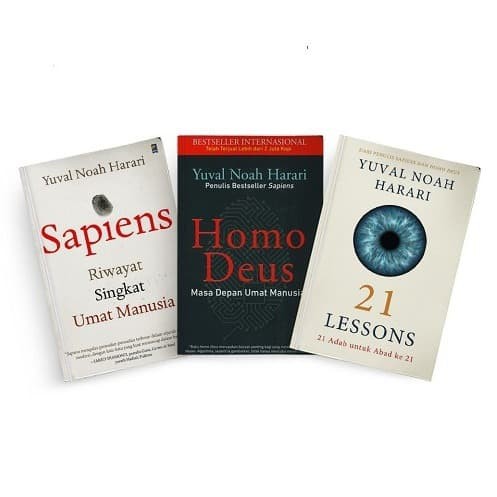 Yuval Noah Harari
Sapiens
Riwayat
Singkat
Umat Manusia
BESTSELLER INTERNASIONAL
Telah Terjual Lebih dari 2 Juta Kopi
Yuval Noah Harari
Penulis Bestseller Sapiens
Homo
Deus
Masa Depan Umat Manusia
DARI PENULIS SAPIENS DAN HOMO DEUS
YUVAL NOAH
HARARI
21
LESSONS
21 Adab untuk Abad ke 21